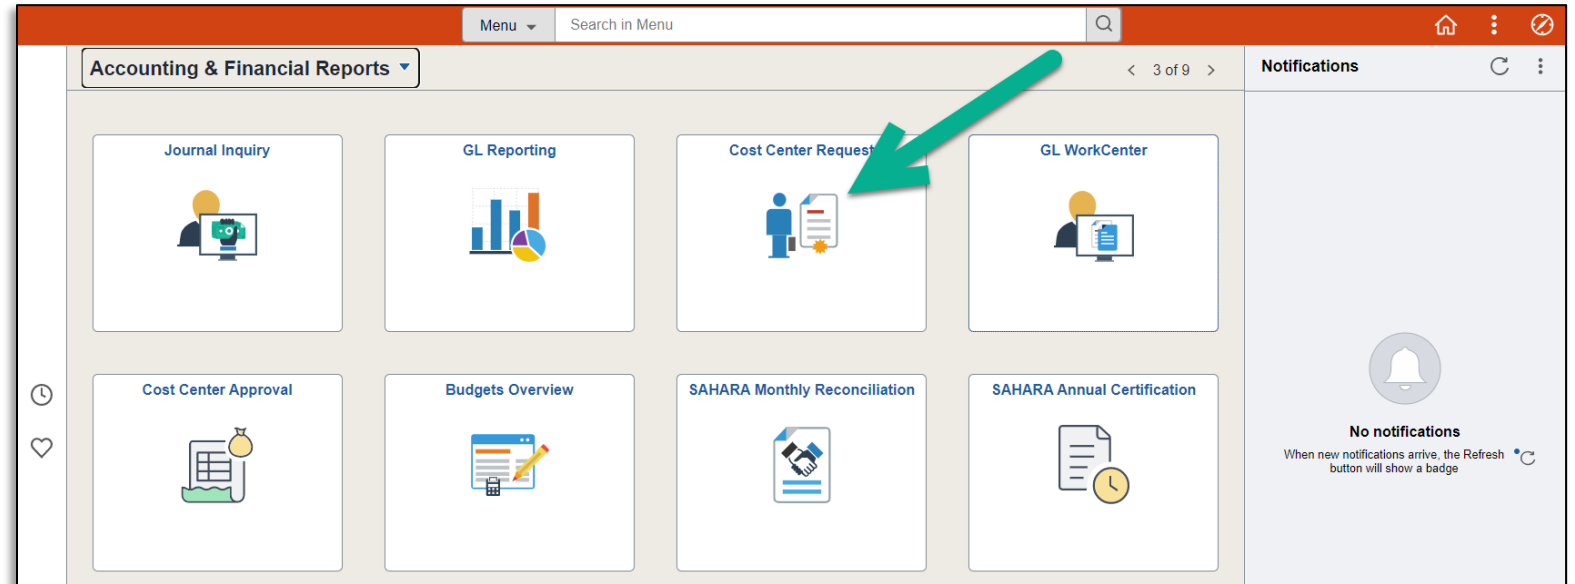 Menu
Search in Menu
Accounting & Financial Reports
3 of 9
Notifications
Journal Inquiry
GL Reporting
Cost Center Request
GL WorkCenter
Cost Center Approval
Budgets Overview
SAHARA Monthly Reconciliation
SAHARA Annual Certification
No notifications
When new notifications arrive, the Refresh
button will show a badge